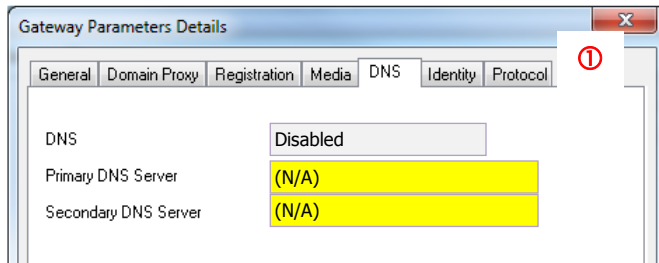 Gateway Parameters Details
①
General Domain Proxy Registration Media DNS Identity Protocol
DNS Disabled
Primary DNS Server (N/A)
Secondary DNS Server (N/A)